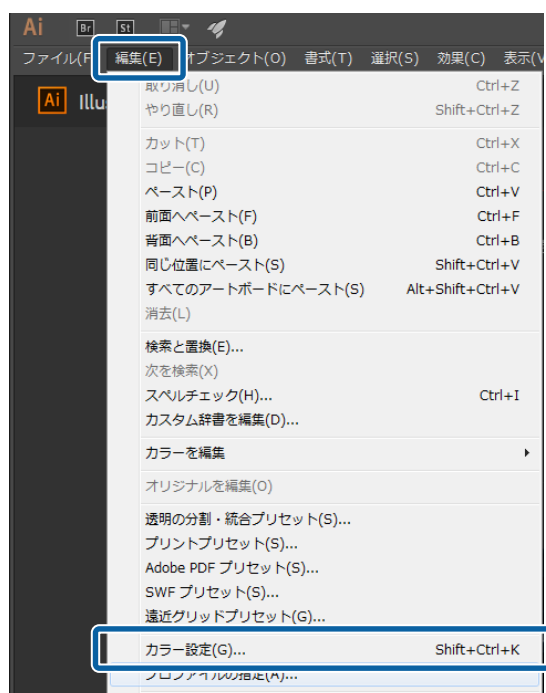 Ai Br St
ファイル(F 編集(E) オブジェクト(O) 書式(T) 選択(S) 効果(C) 表示(V
Ai Illu
取り消し(U) Ctrl+Z
やり直し(R) Shift+Ctrl+Z
カット(T) Ctrl+X
コピー(C) Ctrl+C
ペースト(P) Ctrl+V
前面へペースト(F) Ctrl+F
背面へペースト(B) Ctrl+B
同じ位置にペースト(S) Shift+Ctrl+V
すべてのアートボードにペースト(S) Alt+Shift+Ctrl+V
消去(L)
検索と置換(E)...
次を検索(X)
スペルチェック(H)... Ctrl+I
カスタム辞書を編集(D)...
カラーを編集
オリジナルを編集(O)
透明の分割・統合プリセット(S)...
プリントプリセット(S)...
Adobe PDF プリセット(S)...
SWF プリセット(S)...
遠近グリッドプリセット(G)...
カラー設定(G)... Shift+Ctrl+K
プロファイルの指定(A)...